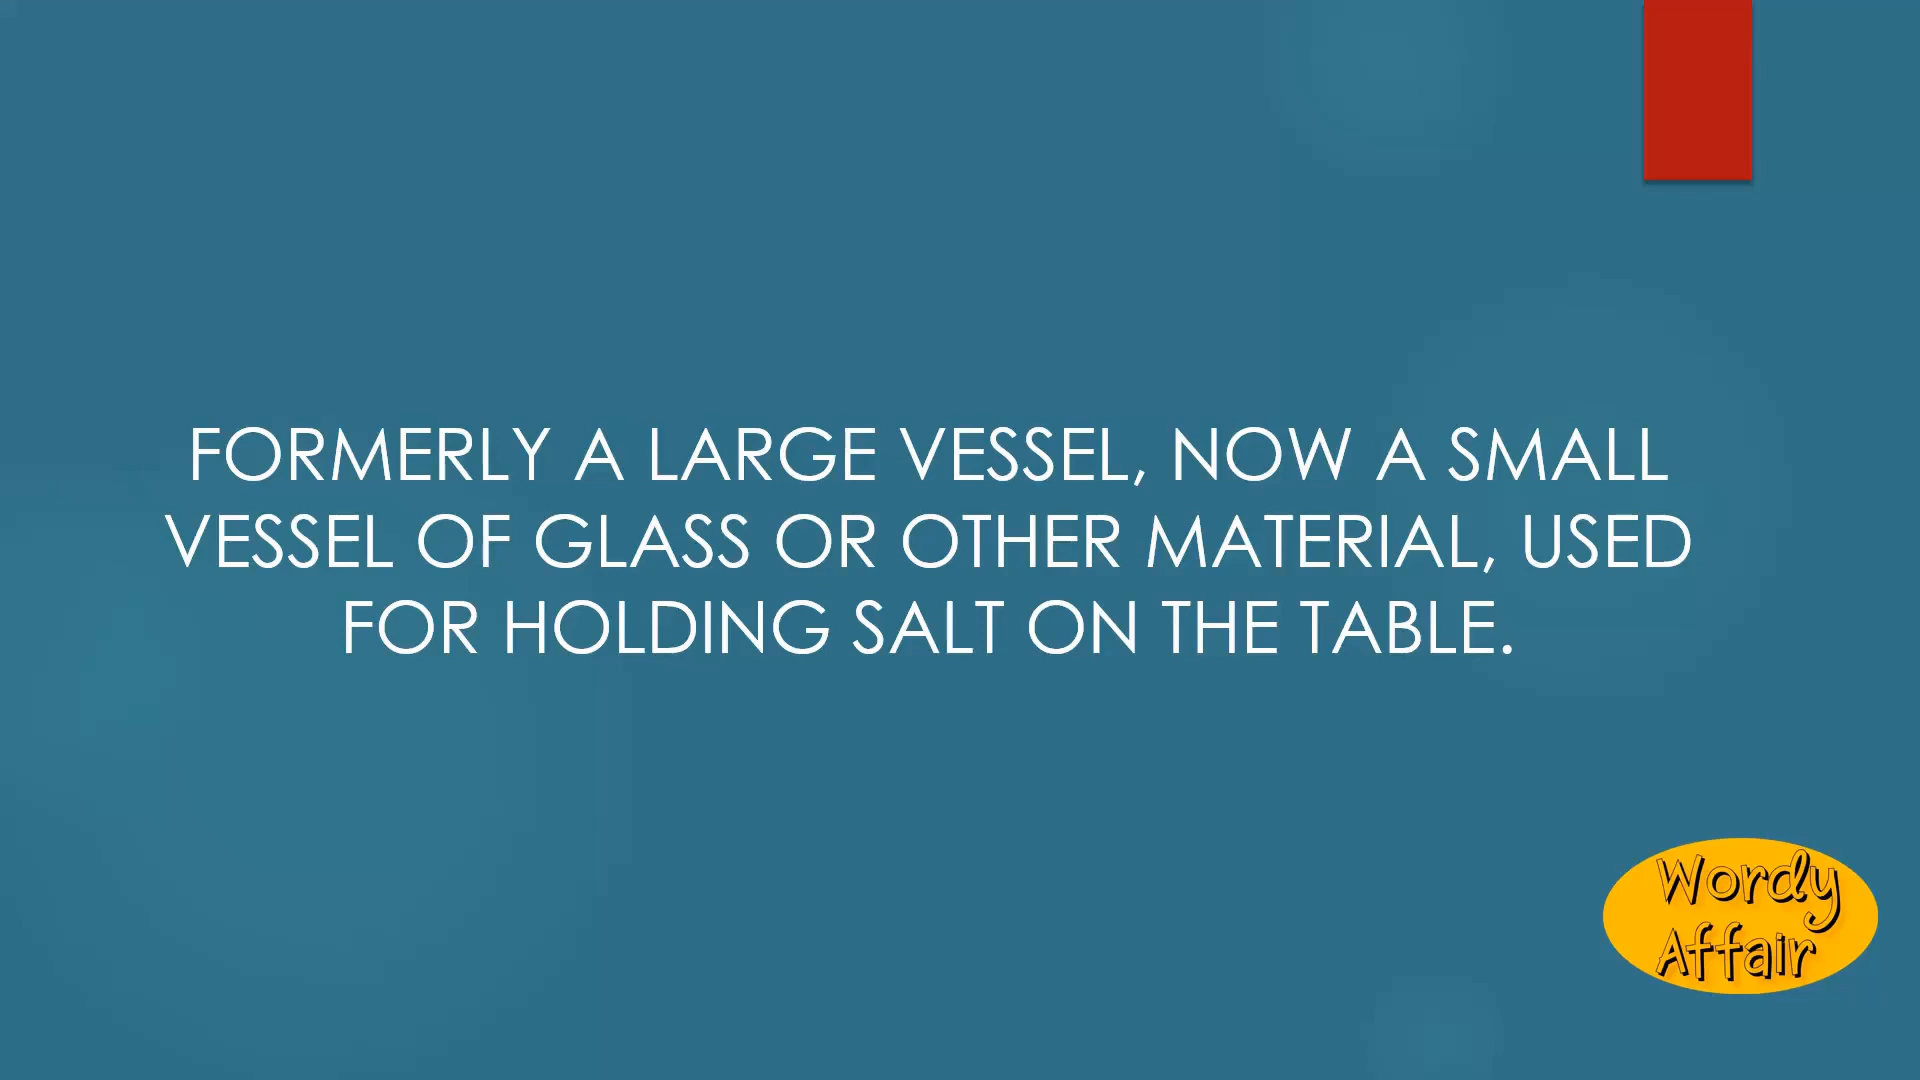 FORMERLY A LARGE VESSEL, NOW A SMALL
VESSEL OF GLASS OR OTHER MATERIAL, USED
FOR HOLDING SALT ON THE TABLE.
Wordy
Affair